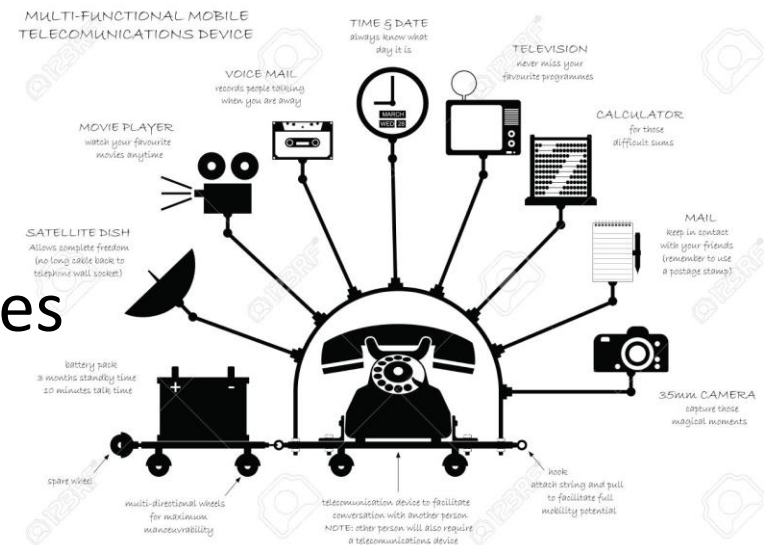 MULTI-FUNCTIONAL MOBILE
TELECOMUNICATIONS DEVICE
TIME & DATE
always know what
day it is
TELEVISION
never miss your
favourite programmes
VOICE MAIL
records people talking
when you are away
CALCULATOR
for those
difficult sums
MOVIE PLAYER
watch your favourite
movies anytime
MARCH
WED 28
MAIL
keep in contact
with your friends
(remember to use
a postage stamp)
SATELLITE DISH
Allows complete freedom
(no long cable back to
telephone wall socket)
es
battery pack
3 months standby time
10 minutes talk time
35mm CAMERA
capture those
magical moments
spare wheel
multi-directional wheels
for maximum
manoeuvrability
telecommunication device to facilitate
conversation with another person
NOTE: other person will also require
a telecommunications device
hook
attach string and pull
to facilitate full
mobility potential
©123RF®